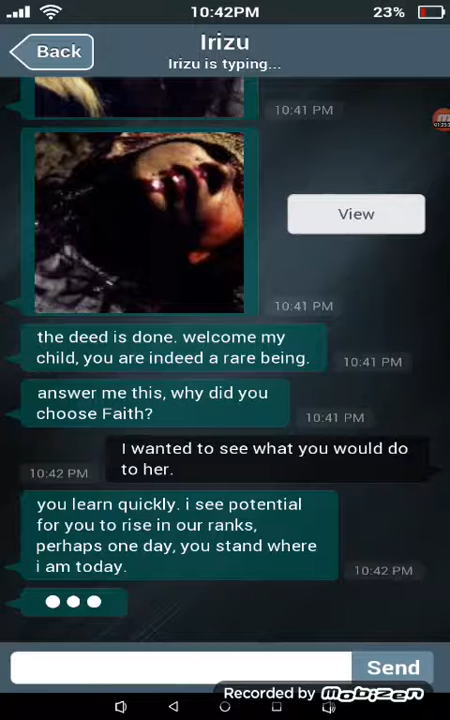 10:42PM
23%
Back
Irizu
Irizu is typing...
10:41 PM
View
10:41 PM
the deed is done. welcome my
child, you are indeed a rare being.
10:41 PM
answer me this, why did you
choose Faith?
10:41 PM
I wanted to see what you would do
to her.
10:42 PM
you learn quickly. i see potential
for you to rise in our ranks,
perhaps one day, you stand where
i am today.
10:42 PM
Send
Recorded by mobizen